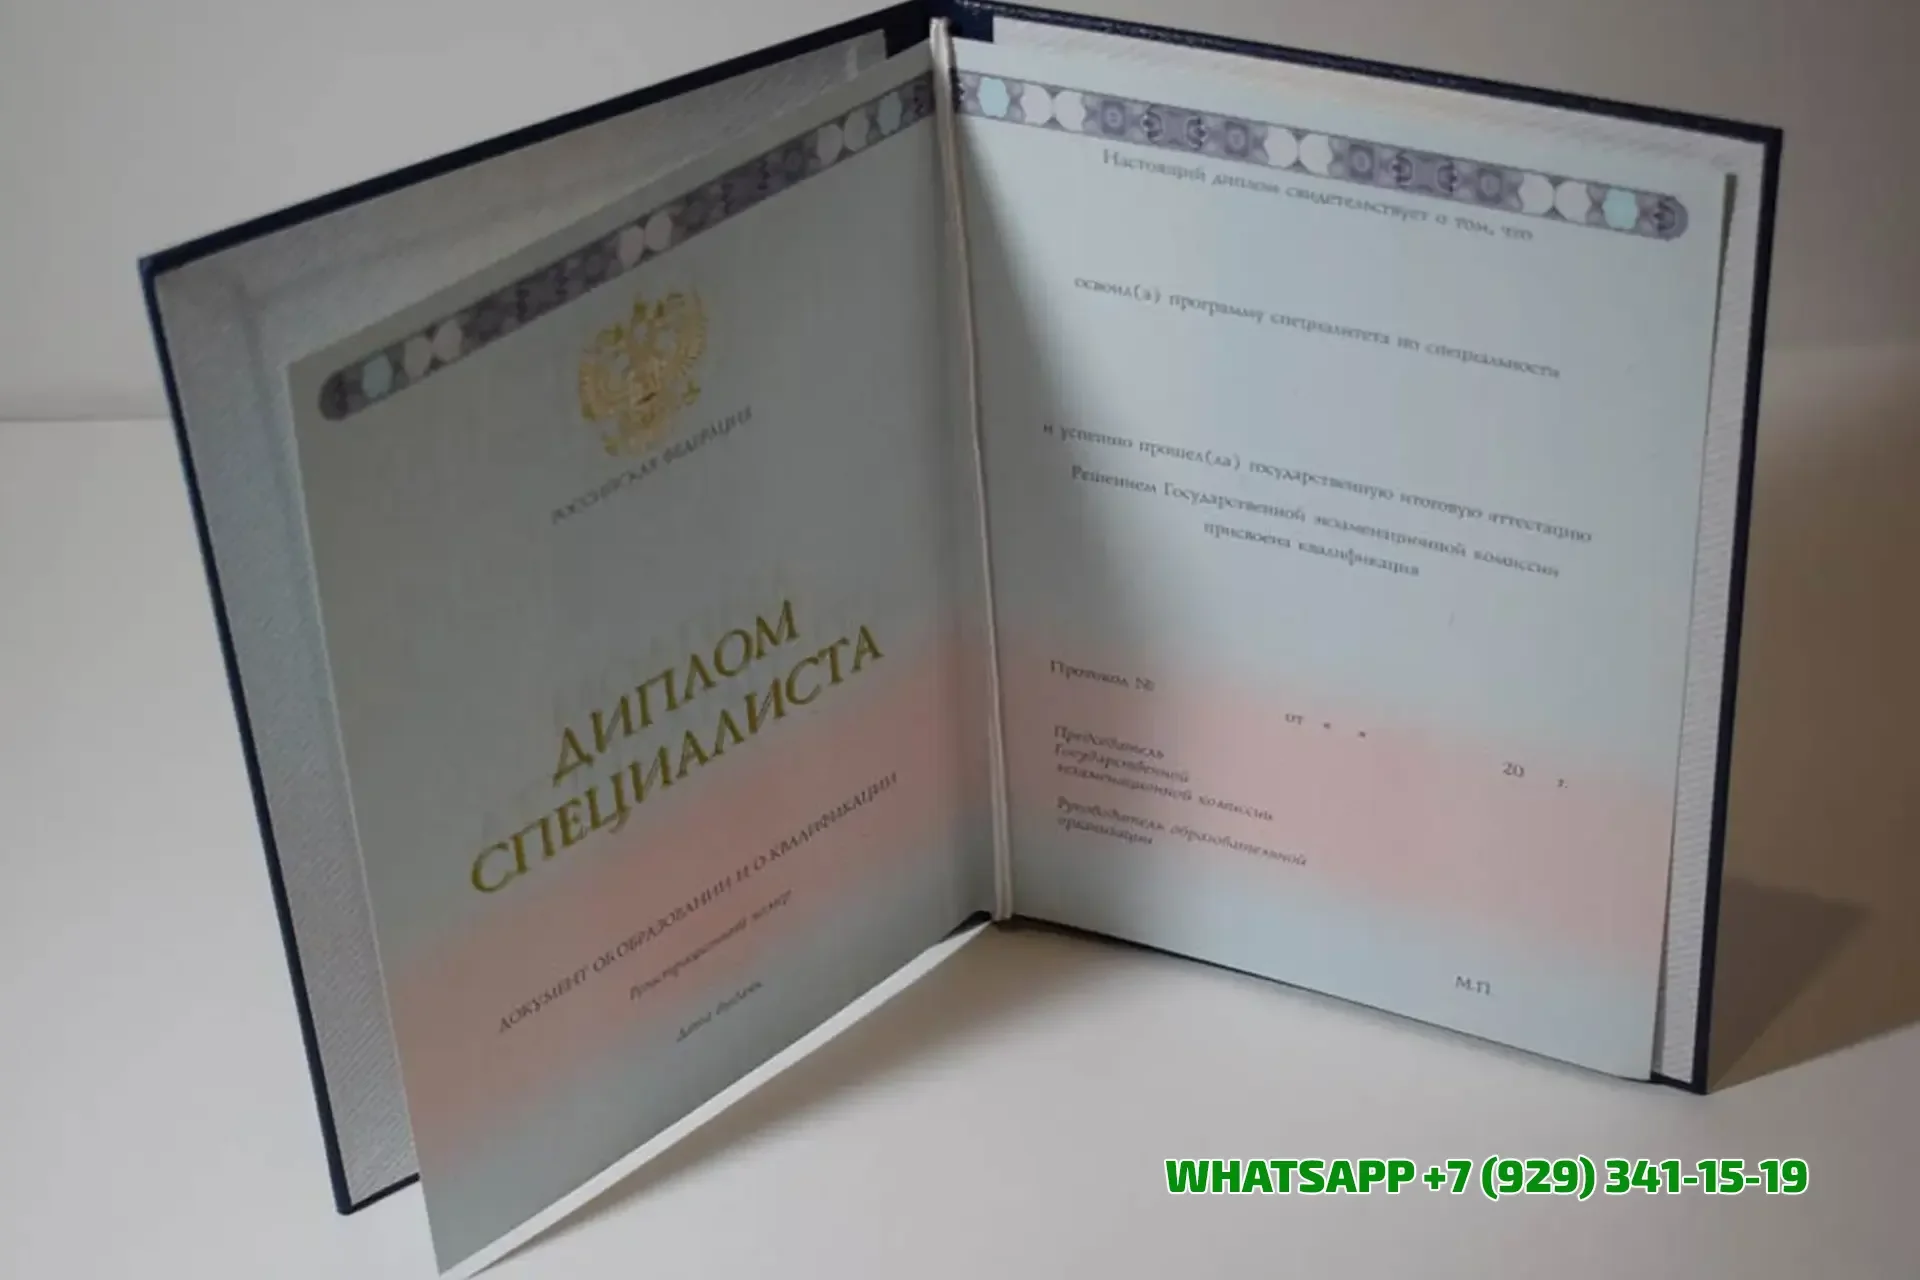 РОССИЙСКАЯ ФЕДЕРАЦИЯ
ДИПЛОМ
СПЕЦИАЛИСТА
ДОКУМЕНТ ОБ ОБРАЗОВАНИИ И О КВАЛИФИКАЦИИ
Регистрационный номер
Дата выдачи
Настоящий диплом свидетельствует о том, что
освоил(а) программу специалитета по специальности
и успешно прошел(ла) государственную итоговую аттестацию
Решением Государственной экзаменационной комиссии
присвоена квалификация
Протокол №
от « »
20 г.
Председатель
Государственной
экзаменационной комиссии
Руководитель образовательной
организации
М.П.
WHATSAPP +7 (929) 341-15-19